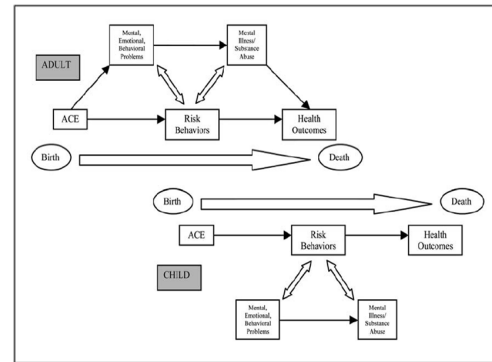 Mental,
Emotional,
Behavioral
Problems
Mental
Illness/
Substance
Abuse
ADULT
ACE
Risk
Behaviors
Health
Outcomes
Birth
Death
Birth
Death
ACE
Risk
Behaviors
Health
Outcomes
CHILD
Mental,
Emotional,
Behavioral
Problems
Mental
Illness/
Substance
Abuse